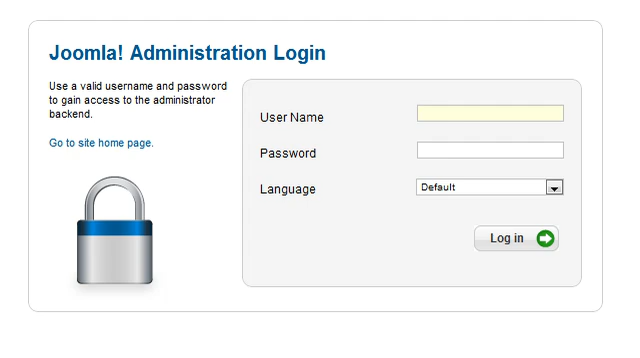 Joomla! Administration Login
Use a valid username and password
to gain access to the administrator
backend.
Go to site home page.
User Name
Password
Language
Default
Log in